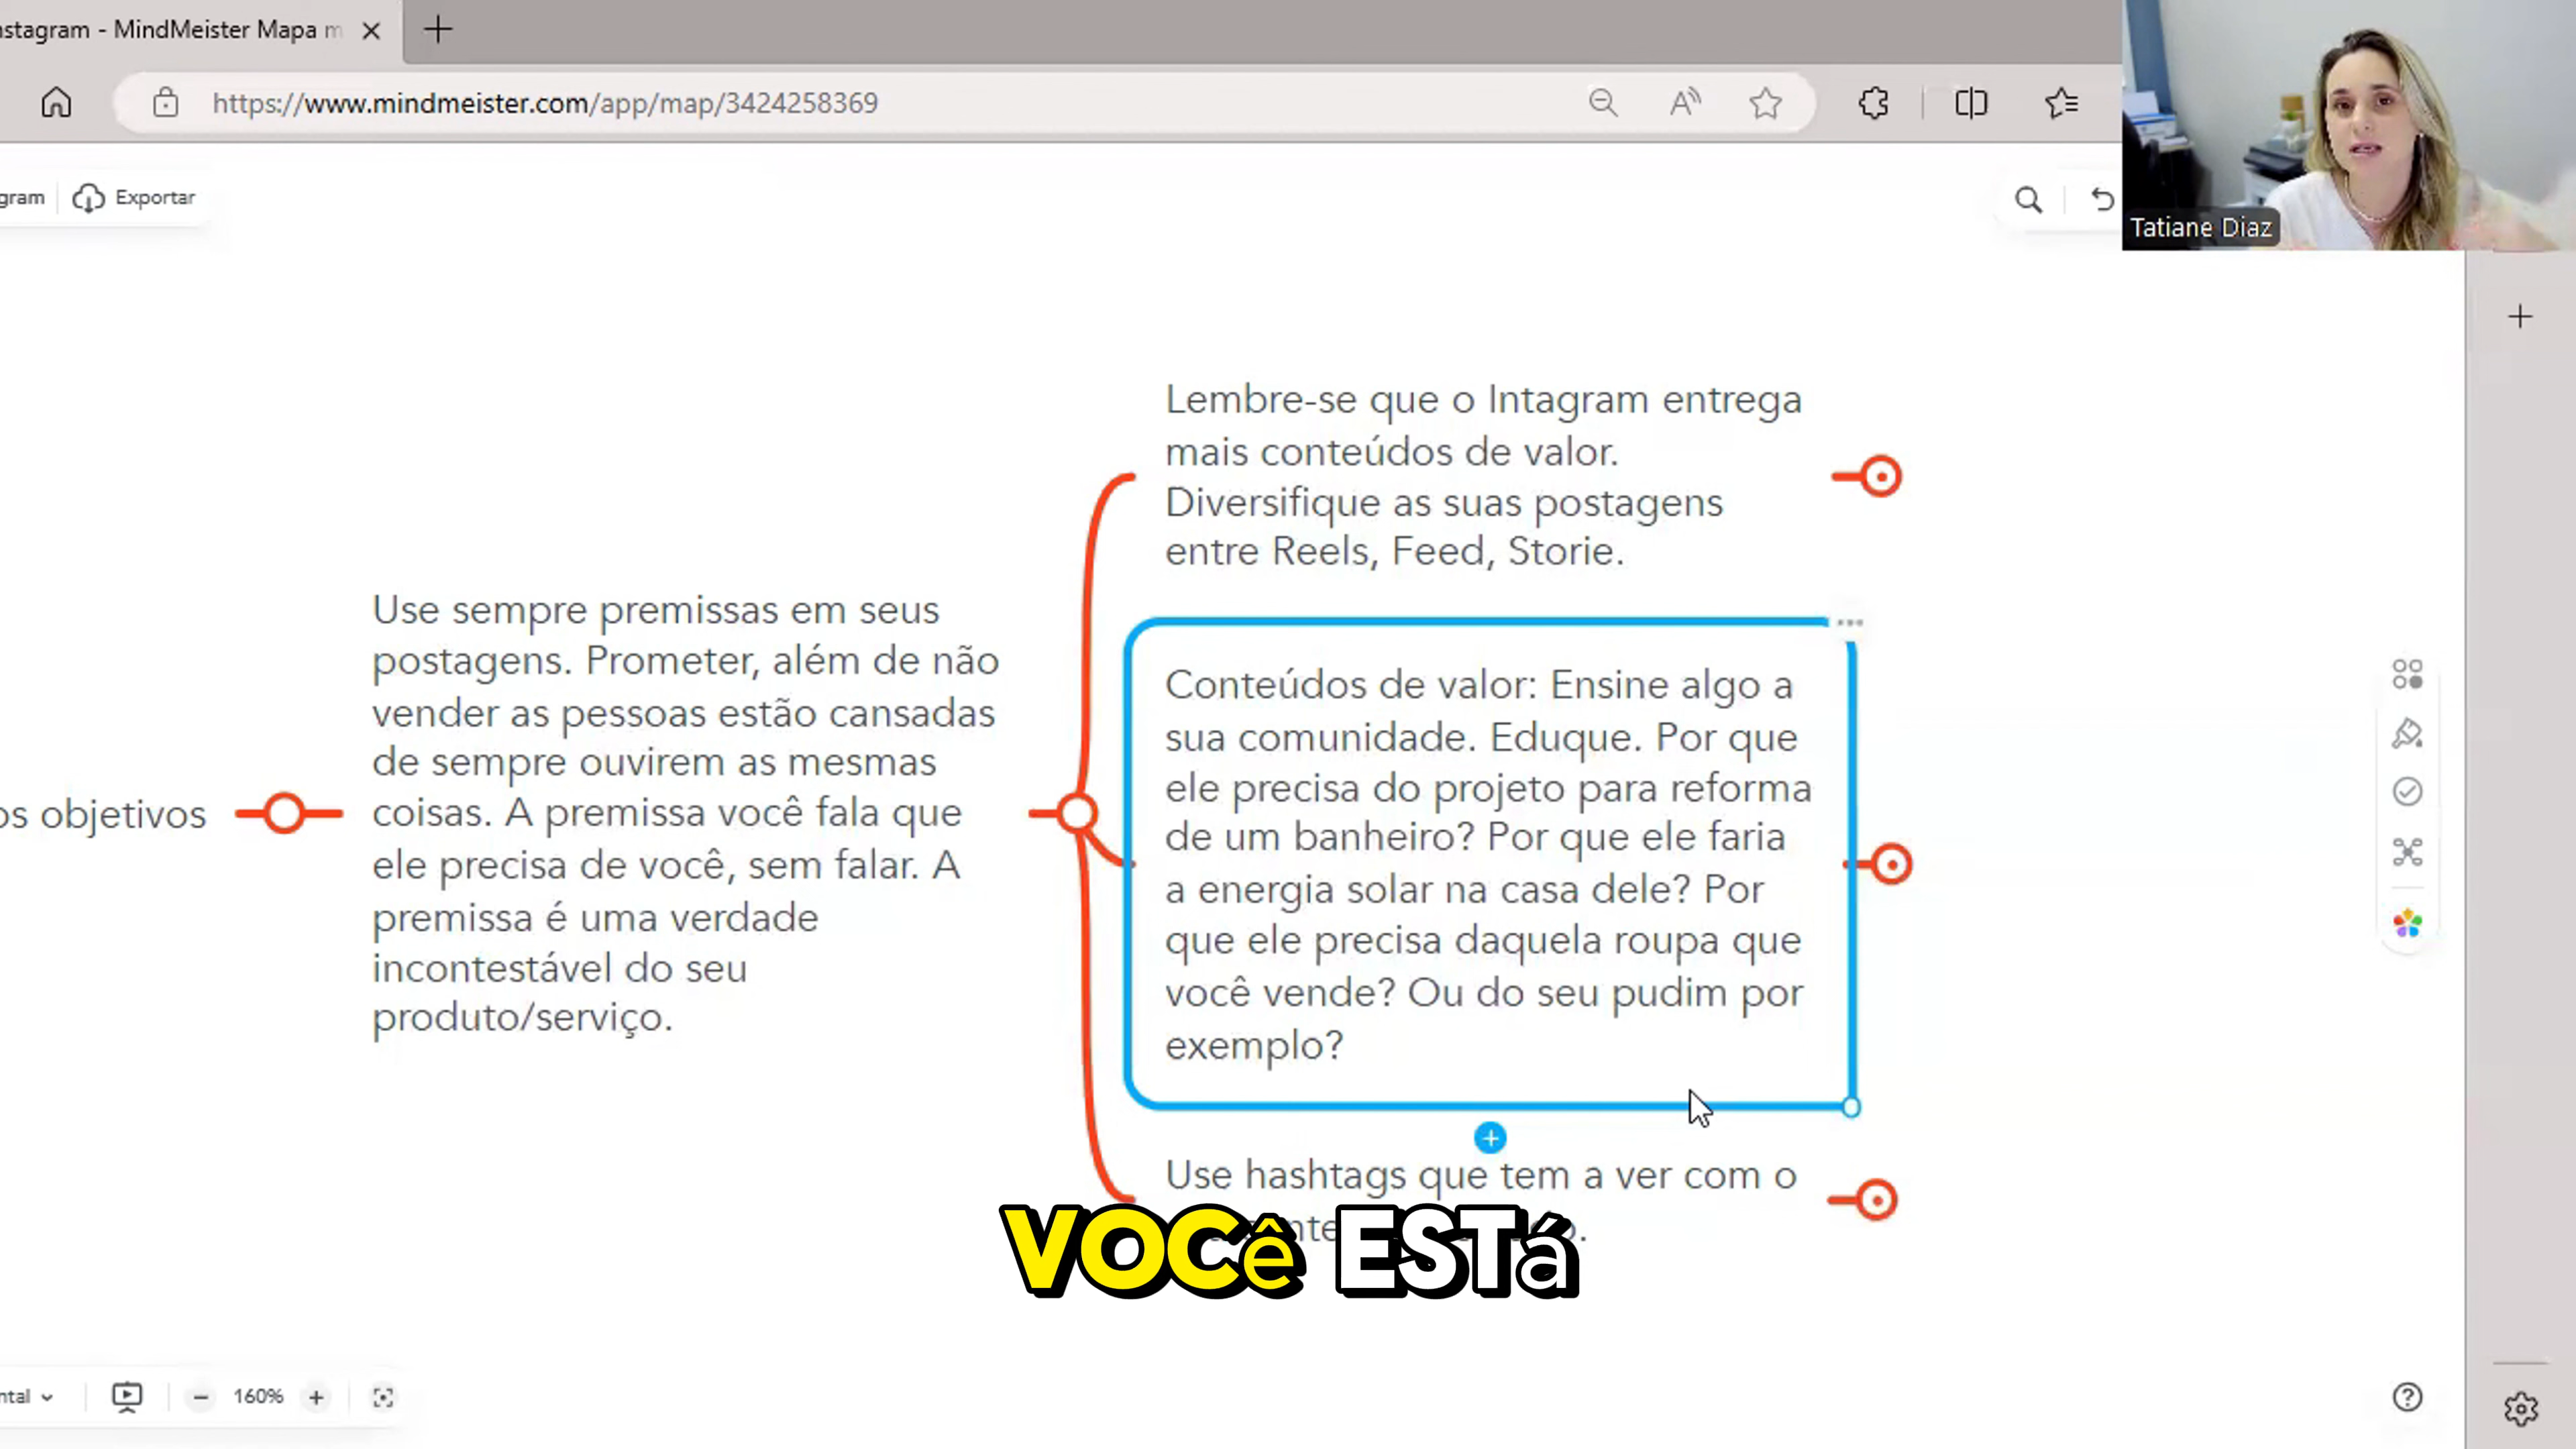 nstagram - MindMeister Mapa m
https://www.mindmeister.com/app/map/3424258369
gram
Exportar
Tatiane Diaz
os objetivos
Use sempre premissas em seus
postagens. Prometer, além de não
vender as pessoas estão cansadas
de sempre ouvirem as mesmas
coisas. A premissa você fala que
ele precisa de você, sem falar. A
premissa é uma verdade
incontestável do seu
produto/serviço.
Lembre-se que o Intagram entrega
mais conteúdos de valor.
Diversifique as suas postagens
entre Reels, Feed, Storie.
Conteúdos de valor: Ensine algo a
sua comunidade. Eduque. Por que
ele precisa do projeto para reforma
de um banheiro? Por que ele faria
a energia solar na casa dele? Por
que ele precisa daquela roupa que
você vende? Ou do seu pudim por
exemplo?
Use hashtags que tem a ver com o
VOCÊ ESTÁ
ntal
160%